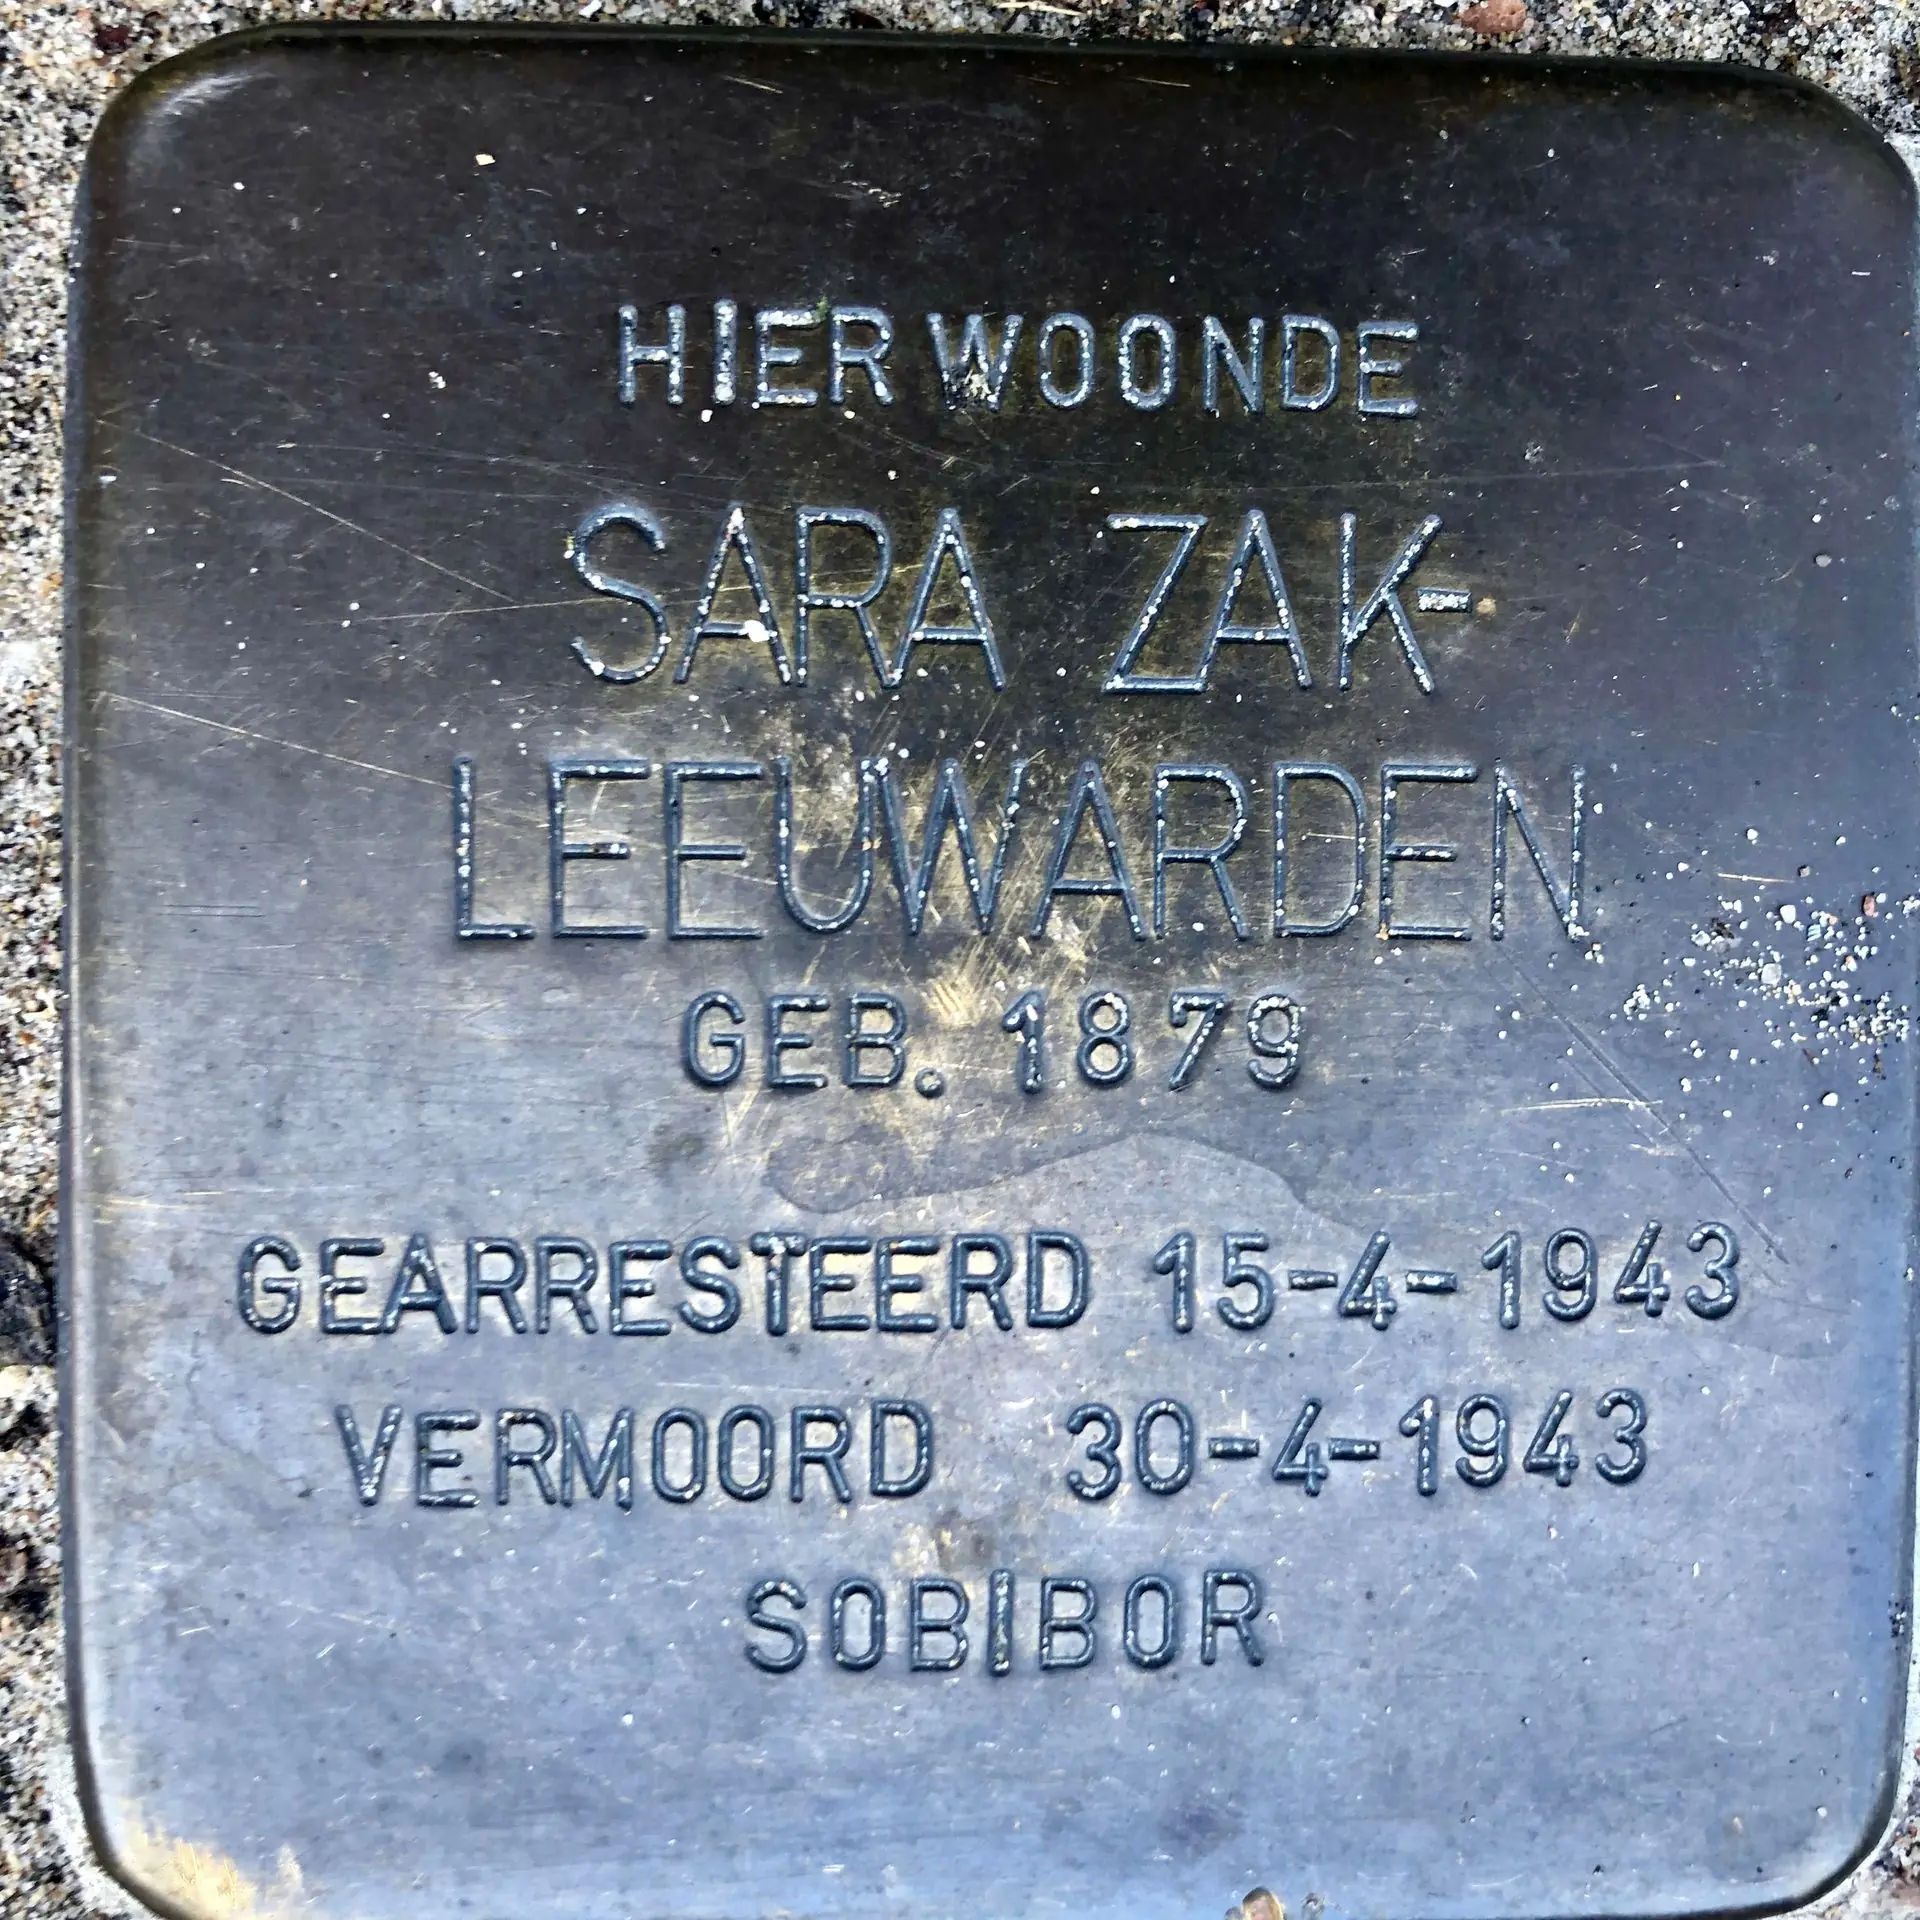 HIER WOONDE
SARA ZAK-
LEEUWARDEN
GEB. 1879
GEARRESTEERD 15-4-1943
VERMOORD 30-4-1943
SOBIBOR